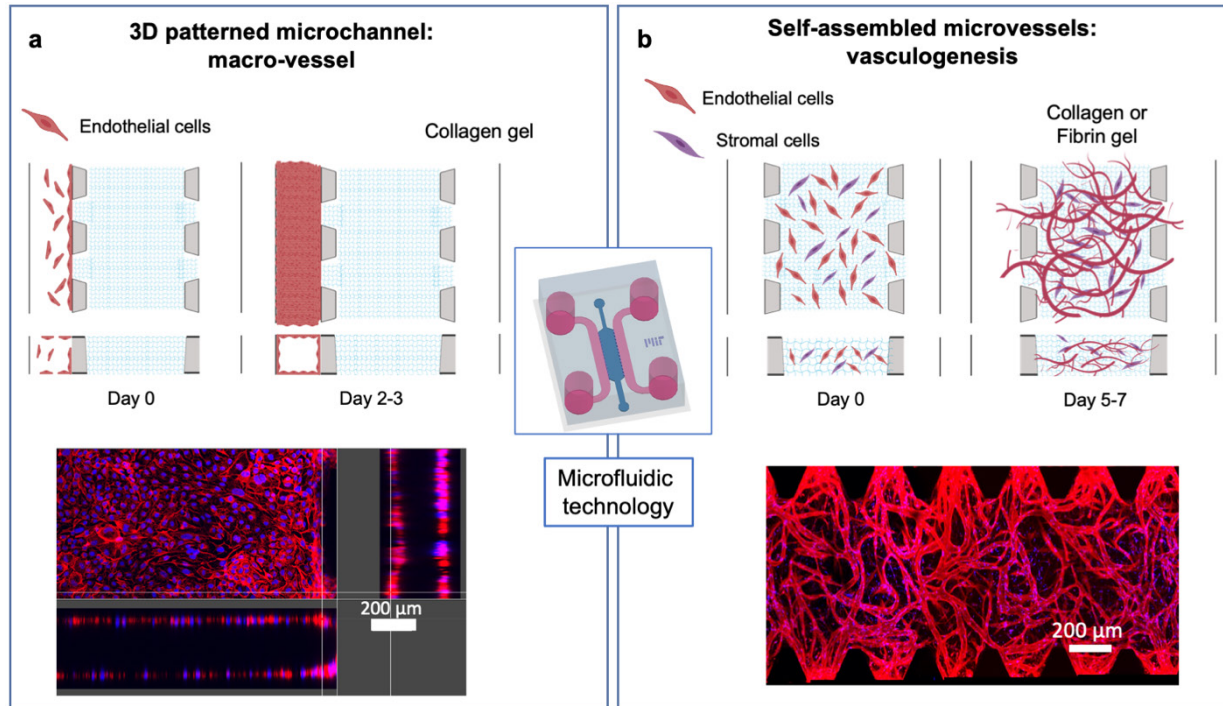 a
3D patterned microchannel:
macro-vessel
Endothelial cells
Collagen gel
Day 0
Day 2-3
200 µm
Microfluidic
technology
b
Self-assembled microvessels:
vasculogenesis
Endothelial cells
Stromal cells
Collagen or
Fibrin gel
Day 0
Day 5-7
200 µm